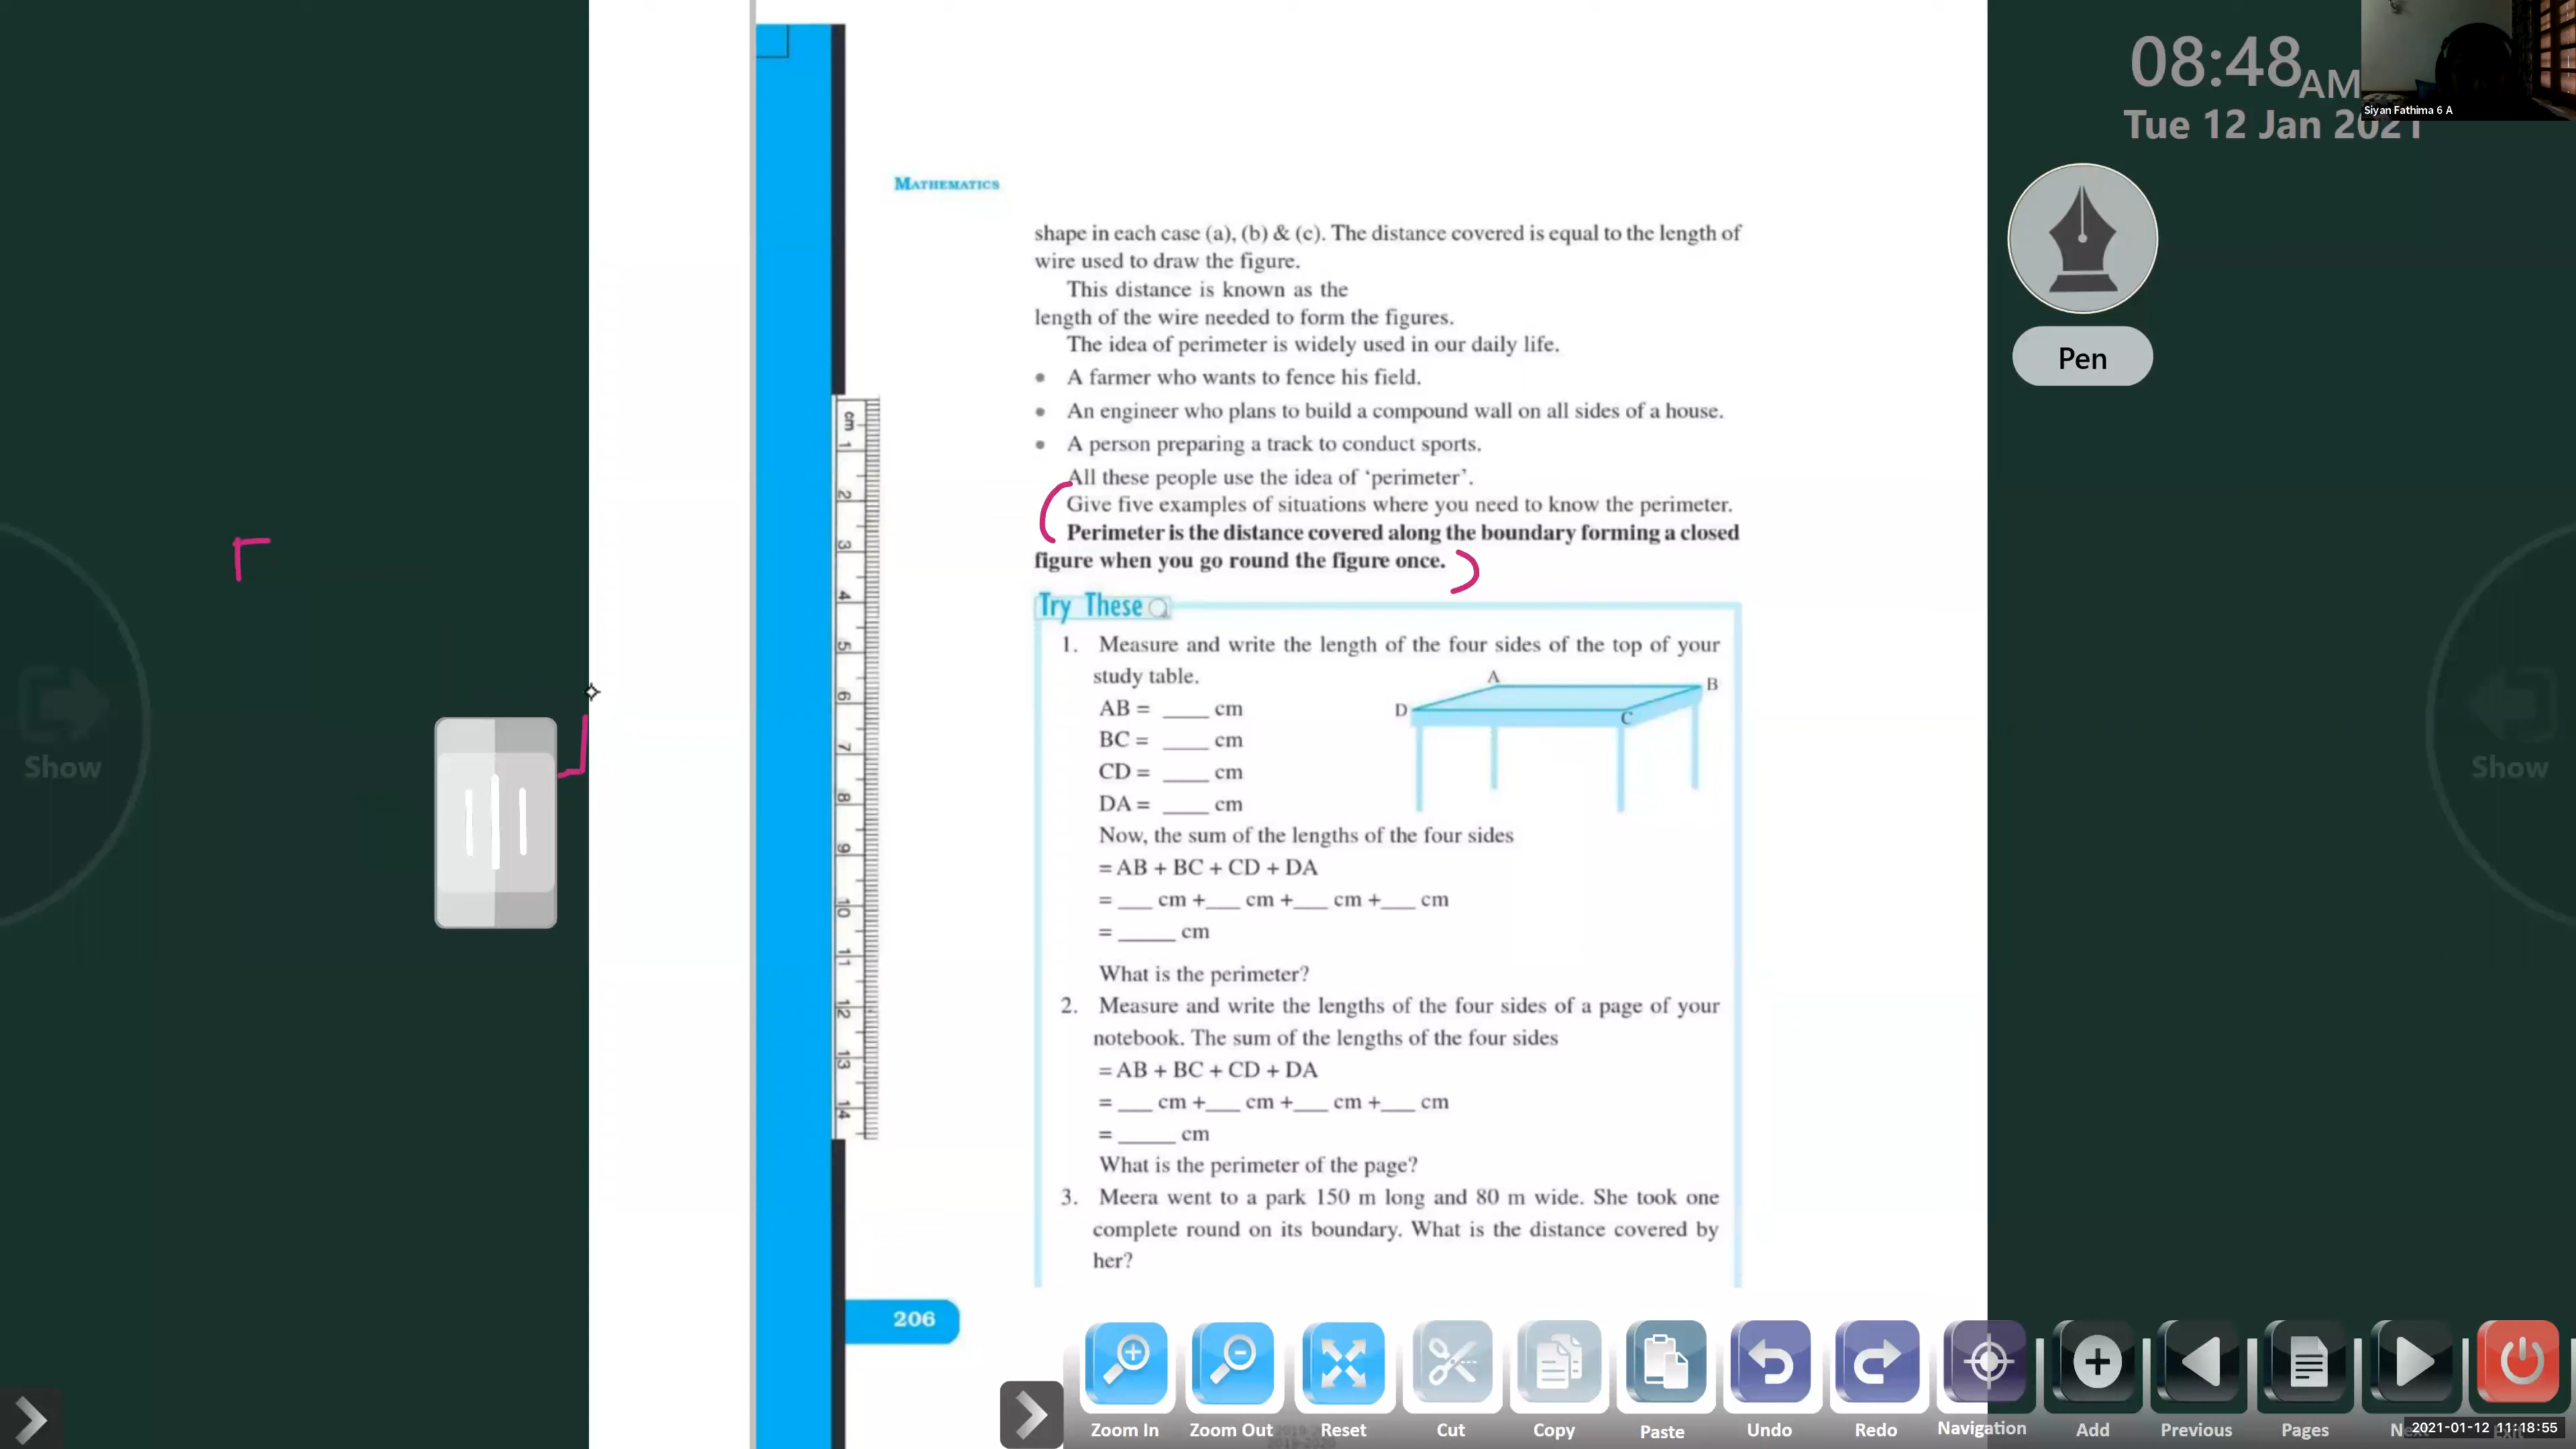 08:48 AM
Tue 12 Jan 2021
Siyan Fathima 6 A
Pen
Show
Show
MATHEMATICS
shape in each case (a), (b) & (c). The distance covered is equal to the length of
wire used to draw the figure.
This distance is known as the
length of the wire needed to form the figures.
The idea of perimeter is widely used in our daily life.
• A farmer who wants to fence his field.
• An engineer who plans to build a compound wall on all sides of a house.
• A person preparing a track to conduct sports.
All these people use the idea of ‘perimeter’.
Give five examples of situations where you need to know the perimeter.
Perimeter is the distance covered along the boundary forming a closed
figure when you go round the figure once.
Try These
1. Measure and write the length of the four sides of the top of your
study table.
AB = ____ cm
BC = ____ cm
CD = ____ cm
DA = ____ cm
A
B
C
D
Now, the sum of the lengths of the four sides
= AB + BC + CD + DA
= ___ cm +___ cm +___ cm +___ cm
= _____ cm
What is the perimeter?
2. Measure and write the lengths of the four sides of a page of your
notebook. The sum of the lengths of the four sides
= AB + BC + CD + DA
= ___ cm +___ cm +___ cm +___ cm
= _____ cm
What is the perimeter of the page?
3. Meera went to a park 150 m long and 80 m wide. She took one
complete round on its boundary. What is the distance covered by
her?
cm 1 2 3 4 5 6 7 8 9 10 11 12 13 14
206
Zoom In Zoom Out Reset Cut Copy Paste Undo Redo Navigation Add Previous Pages
2021-01-12 11:18:55